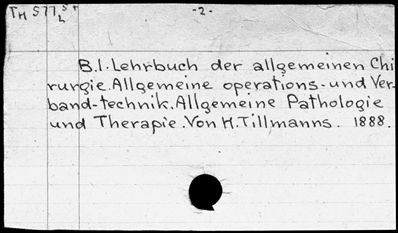 TH 577 St -2-
L
B.I. Lehrbuch der allgemeinen Chi
rurgie. Allgemeine operations- und Ver-
band-technik. Allgemeine Pathologie
und Therapie. Von H. Tillmanns. 1888.